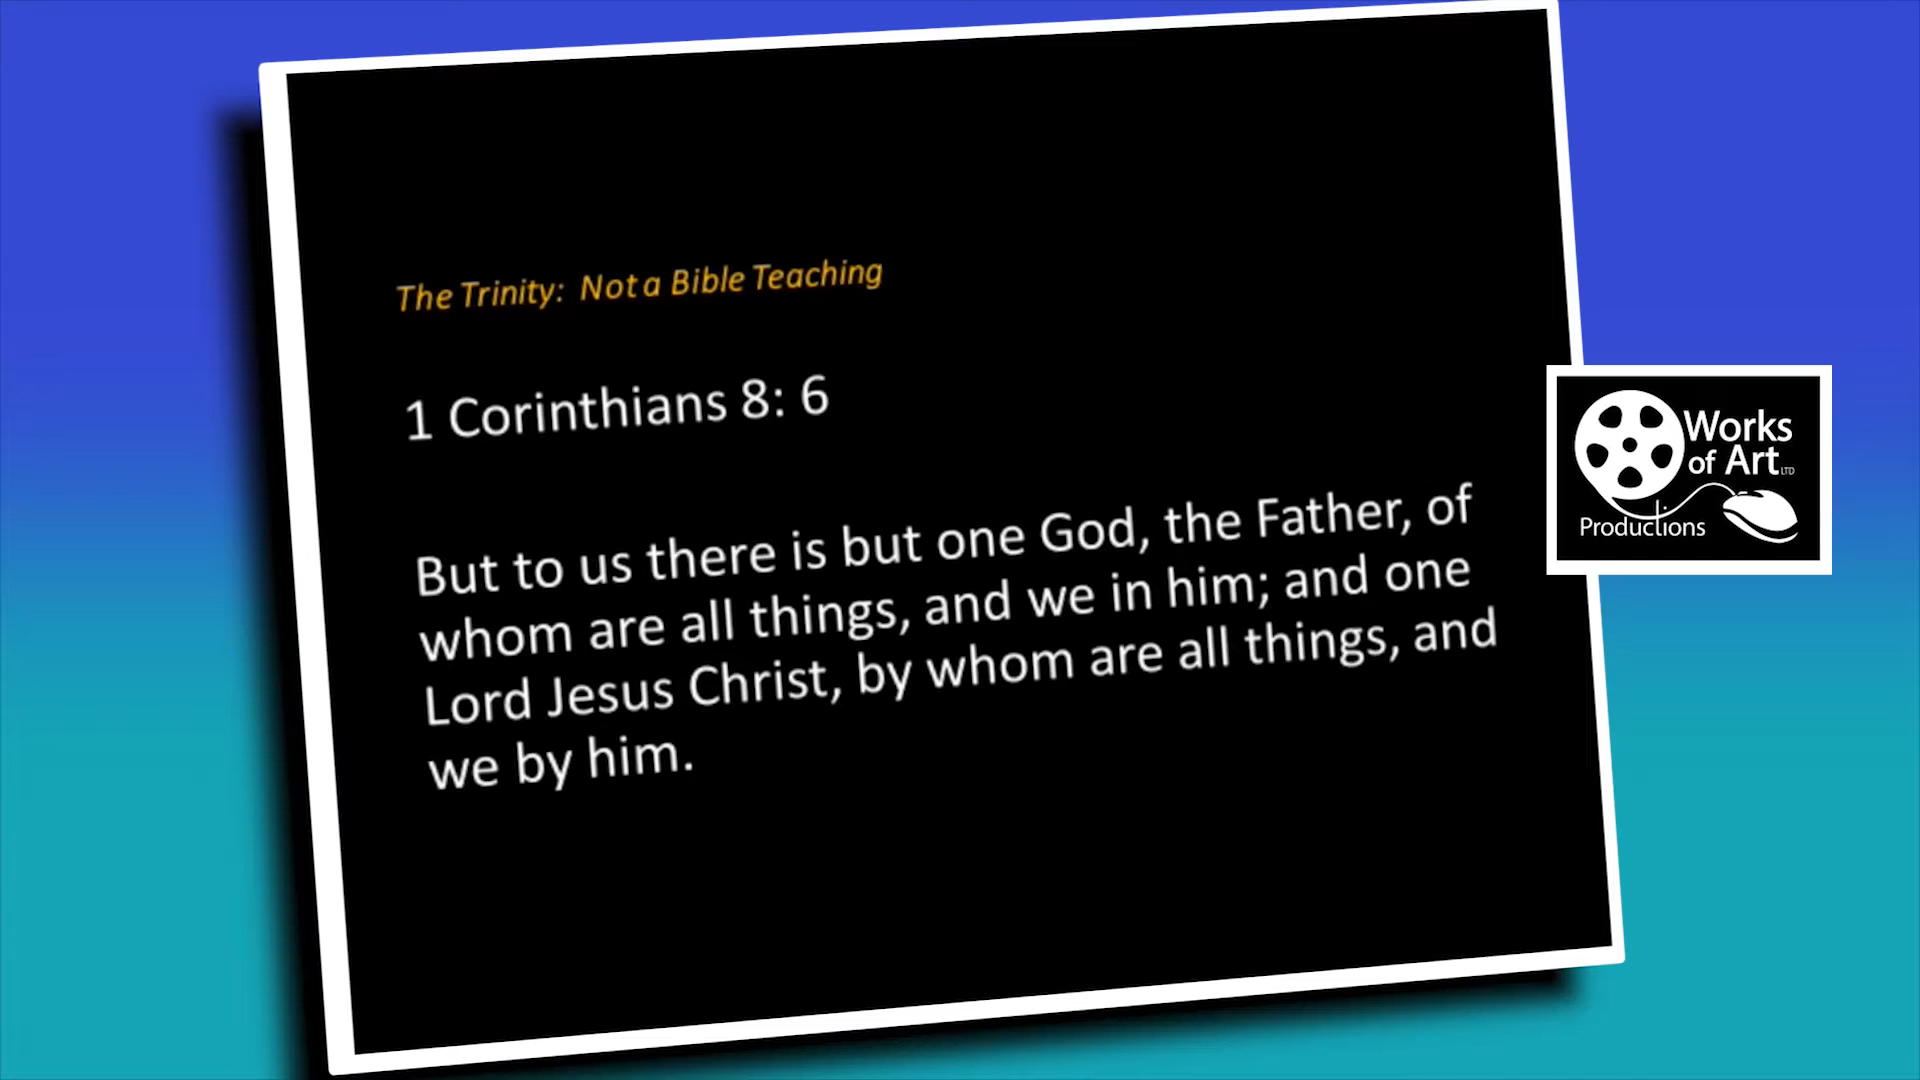 The Trinity: Not a Bible Teaching
1 Corinthians 8: 6
But to us there is but one God, the Father, of
whom are all things, and we in him; and one
Lord Jesus Christ, by whom are all things, and
we by him.
Works
of Art LTD
Productions